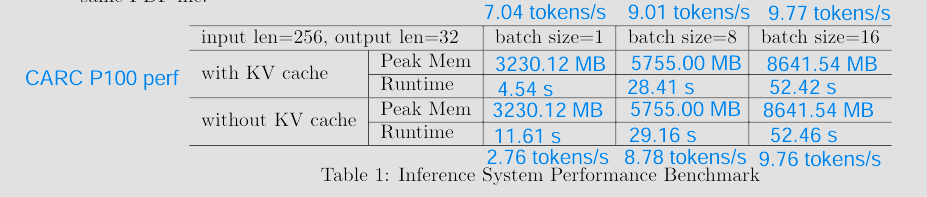 same PDF file.
7.04 tokens/s 9.01 tokens/s 9.77 tokens/s
input len=256, output len=32 batch size=1 batch size=8 batch size=16
CARC P100 perf
with KV cache Peak Mem 3230.12 MB 5755.00 MB 8641.54 MB
Runtime 4.54 s 28.41 s 52.42 s
without KV cache Peak Mem 3230.12 MB 5755.00 MB 8641.54 MB
Runtime 11.61 s 29.16 s 52.46 s
2.76 tokens/s 8.78 tokens/s 9.76 tokens/s
Table 1: Inference System Performance Benchmark